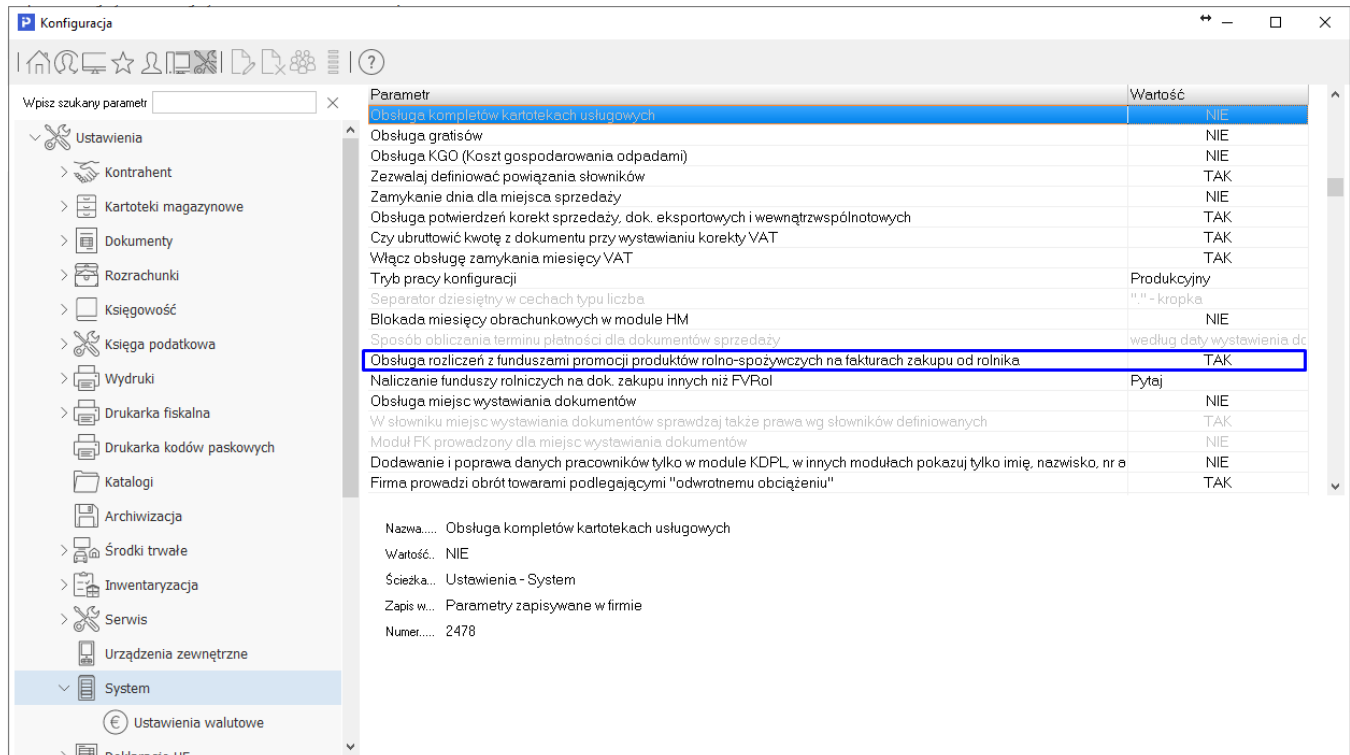 Konfiguracja
Wpisz szukany parametr
Ustawienia
Kontrahent
Kartoteki magazynowe
Dokumenty
Rozrachunki
Księgowość
Księga podatkowa
Wydruki
Drukarka fiskalna
Drukarka kodów paskowych
Katalogi
Archiwizacja
Środki trwałe
Inwentaryzacja
Serwis
Urządzenia zewnętrzne
System
Ustawienia walutowe
Parametr Wartość
Obsługa kompletów kartotekach usługowych NIE
Obsługa gratisów NIE
Obsługa KGO (Koszt gospodarowania odpadami) NIE
Zezwalaj definiować powiązania słowników TAK
Zamykanie dnia dla miejsca sprzedaży NIE
Obsługa potwierdzeń korekt sprzedaży, dok. eksportowych i wewnątrzwspólnotowych TAK
Czy ubruttowić kwotę z dokumentu przy wystawianiu korekty VAT TAK
Włącz obsługę zamykania miesięcy VAT TAK
Tryb pracy konfiguracji Produkcyjny
Separator dziesiętny w cechach typu liczba "." - kropka
Blokada miesięcy obrachunkowych w module HM NIE
Sposób obliczania terminu płatności dla dokumentów sprzedaży według daty wystawienia do
Obsługa rozliczeń z funduszami promocji produktów rolno-spożywczych na fakturach zakupu od rolnika TAK
Naliczanie funduszy rolniczych na dok. zakupu innych niż FVRol Pytaj
Obsługa miejsc wystawiania dokumentów NIE
W słowniku miejsc wystawiania dokumentów sprawdzaj także prawa wg słowników definiowanych TAK
Moduł FK prowadzony dla miejsc wystawiania dokumentów NIE
Dodawanie i poprawa danych pracowników tylko w module KDPL, w innych modułach pokazuj tylko imię, nazwisko, nr a NIE
Firma prowadzi obrót towarami podlegającymi "odwrotnemu obciążeniu" TAK
Nazwa..... Obsługa kompletów kartotekach usługowych
Wartość.. NIE
Ścieżka... Ustawienia - System
Zapis w... Parametry zapisywane w firmie
Numer..... 2478